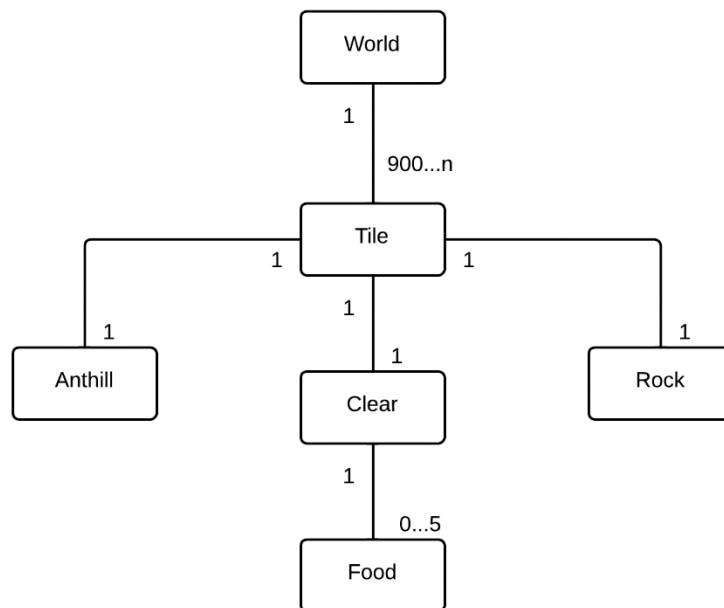 World
1
900...n
Tile
1
1
1
1
1
1
Anthill
Clear
Rock
1
0...5
Food